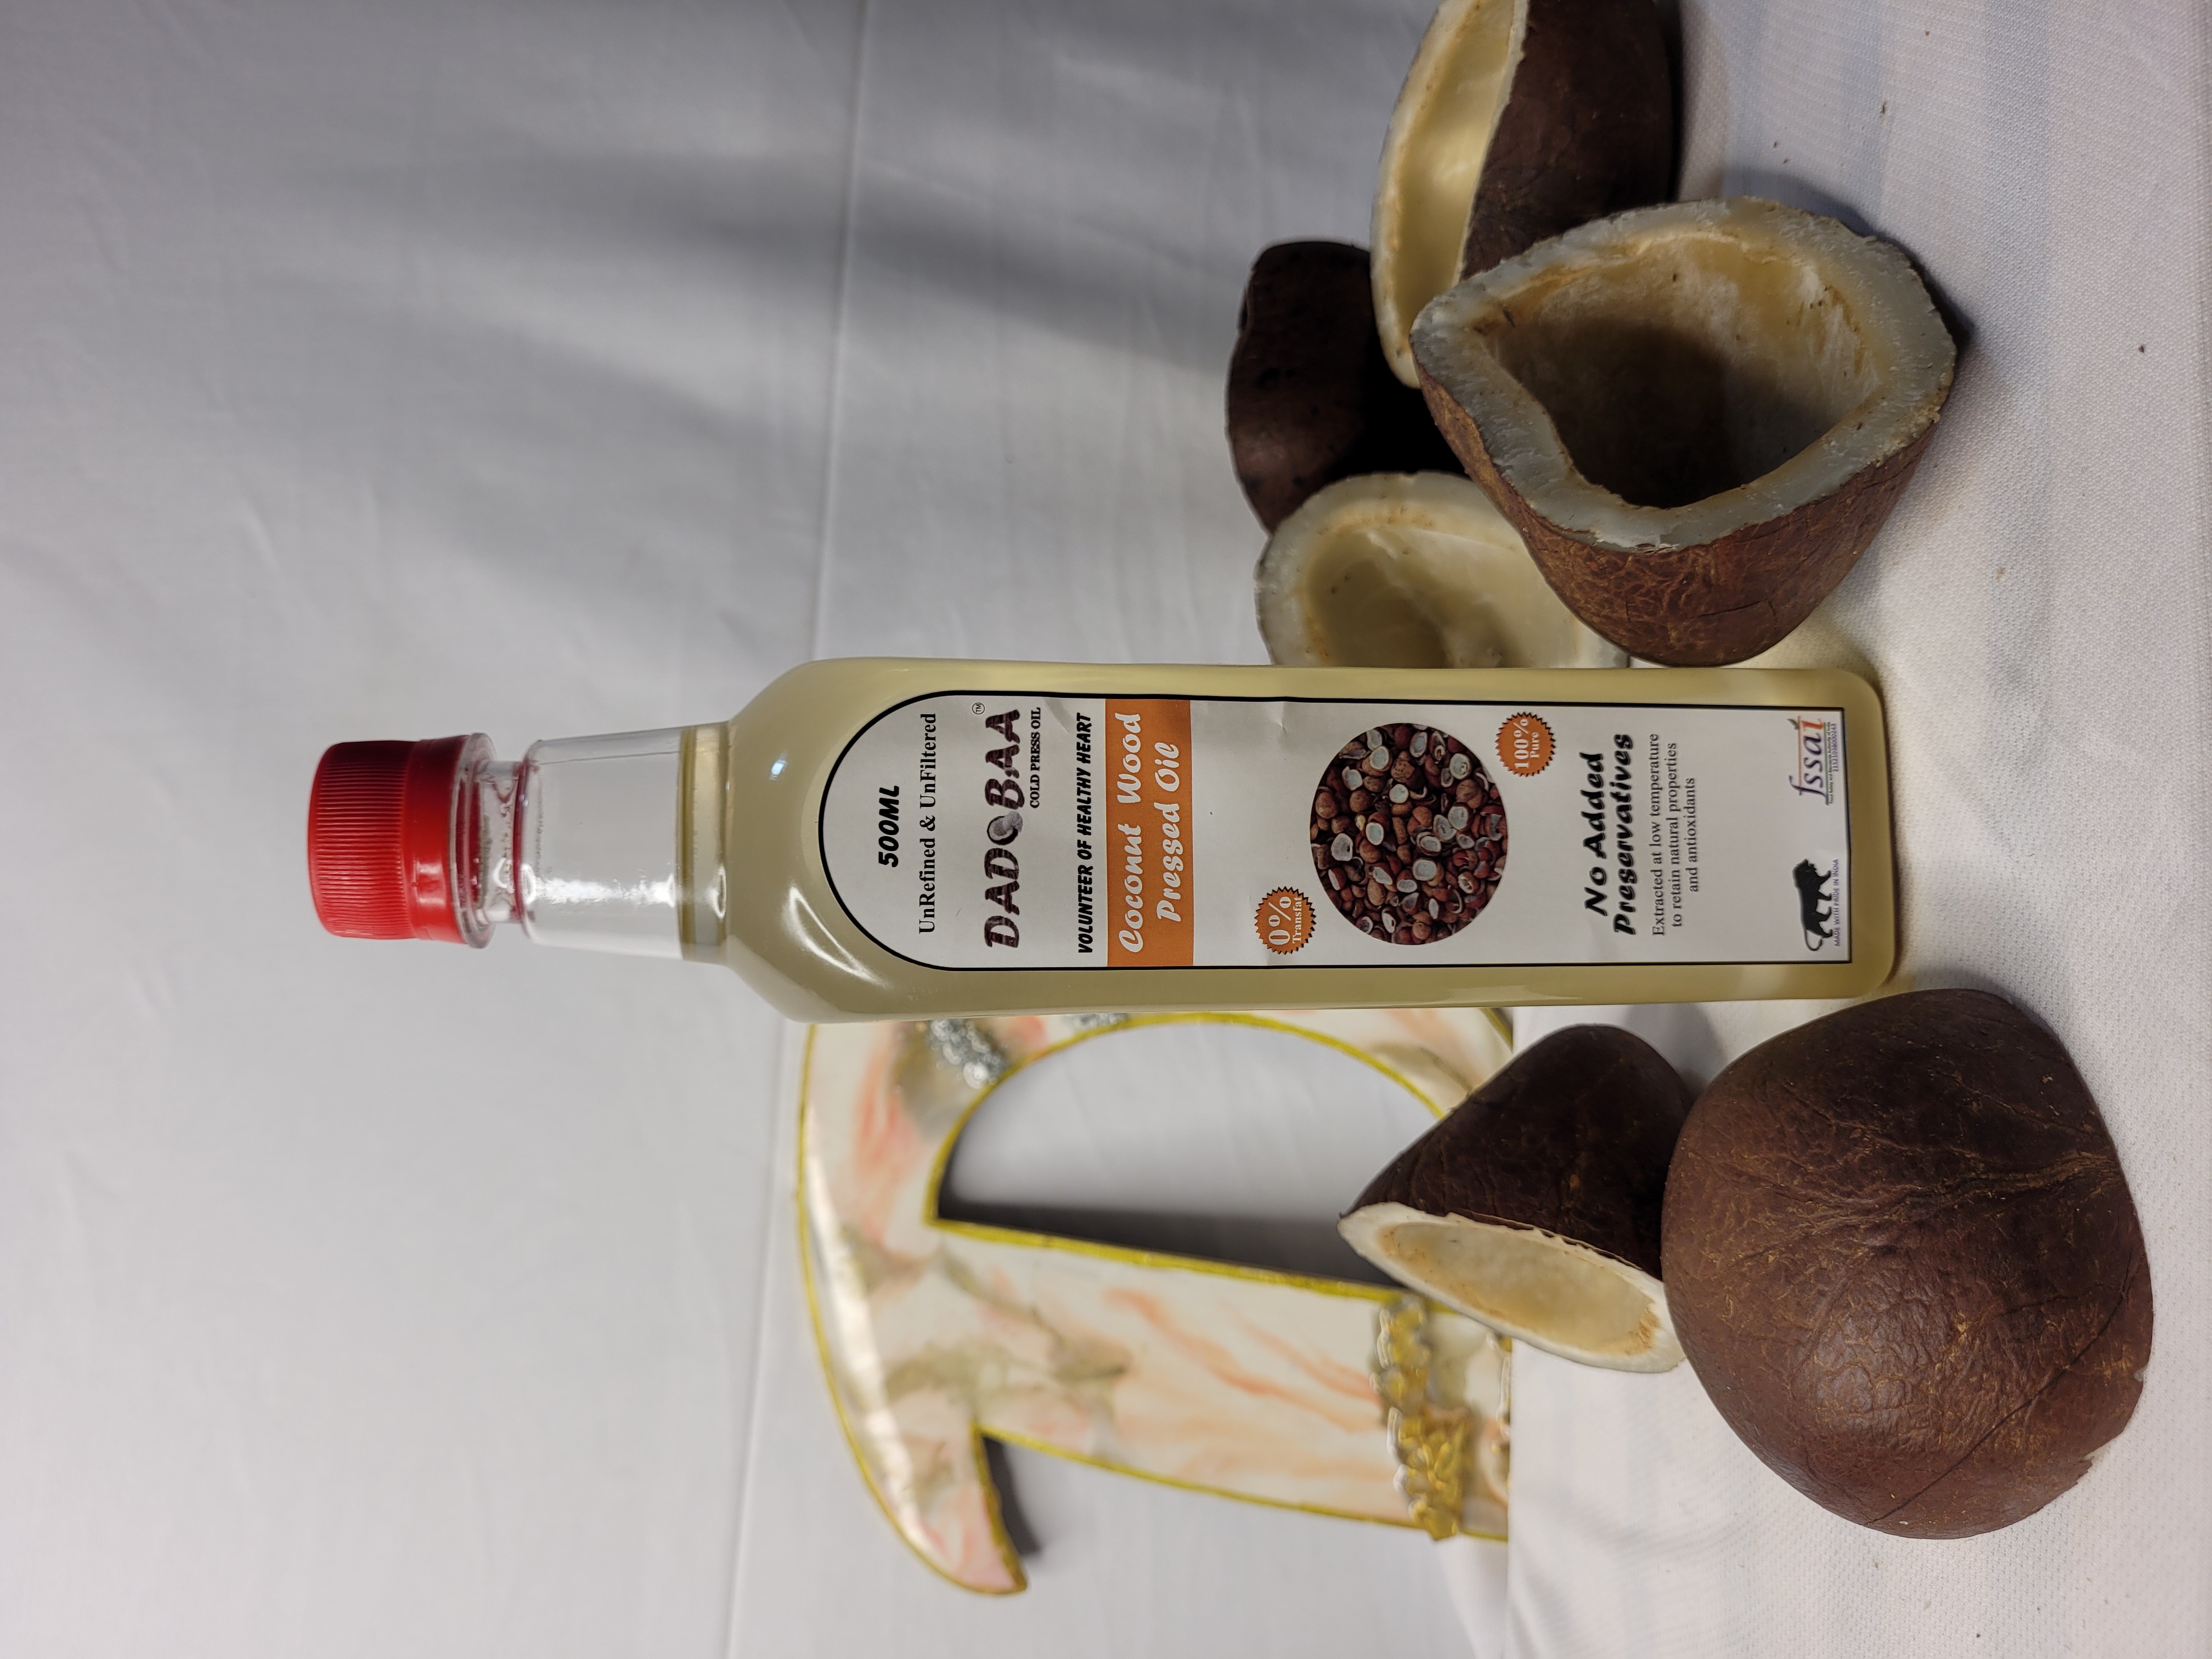 500ML
UnRefined & UnFiltered
DADOBAA TM
COLD PRESS OIL
VOLUNTEER OF HEALTHY HEART
Coconut Wood
Pressed Oil
0%
Transfat
100%
Pure
No Added
Preservatives
Extracted at low temperature
to retain natural properties
and antioxidants
MADE WITH PRIDE IN INDIA
fssai